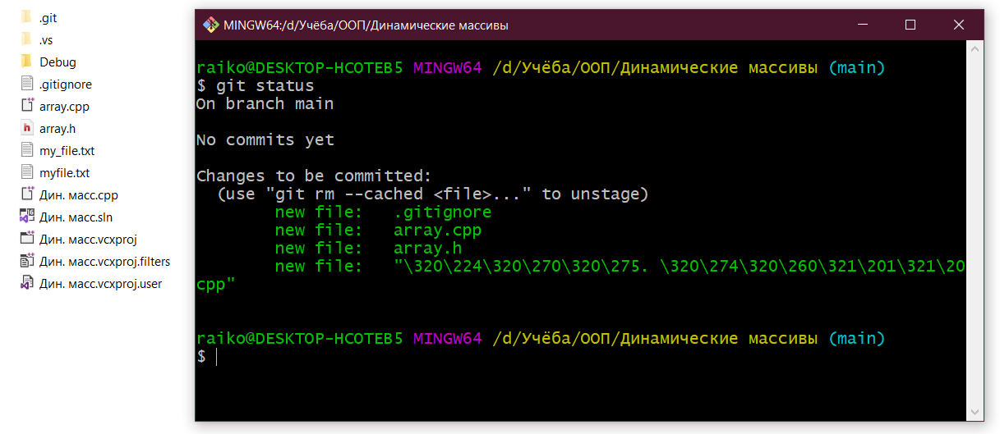 .git
.vs
Debug
.gitignore
array.cpp
array.h
my_file.txt
myfile.txt
Дин. масс.cpp
Дин. масс.sln
Дин. масс.vcxproj
Дин. масс.vcxproj.filters
Дин. масс.vcxproj.user
MINGW64:/d/Учёба/ООП/Динамические массивы
raiko@DESKTOP-HCOTEB5 MINGW64 /d/Учёба/ООП/Динамические массивы (main)
$ git status
On branch main
No commits yet
Changes to be committed:
(use "git rm --cached <file>..." to unstage)
new file: .gitignore
new file: array.cpp
new file: array.h
new file: "\320\224\320\270\320\275. \320\274\320\260\321\201\321\20
cpp"
raiko@DESKTOP-HCOTEB5 MINGW64 /d/Учёба/ООП/Динамические массивы (main)
$